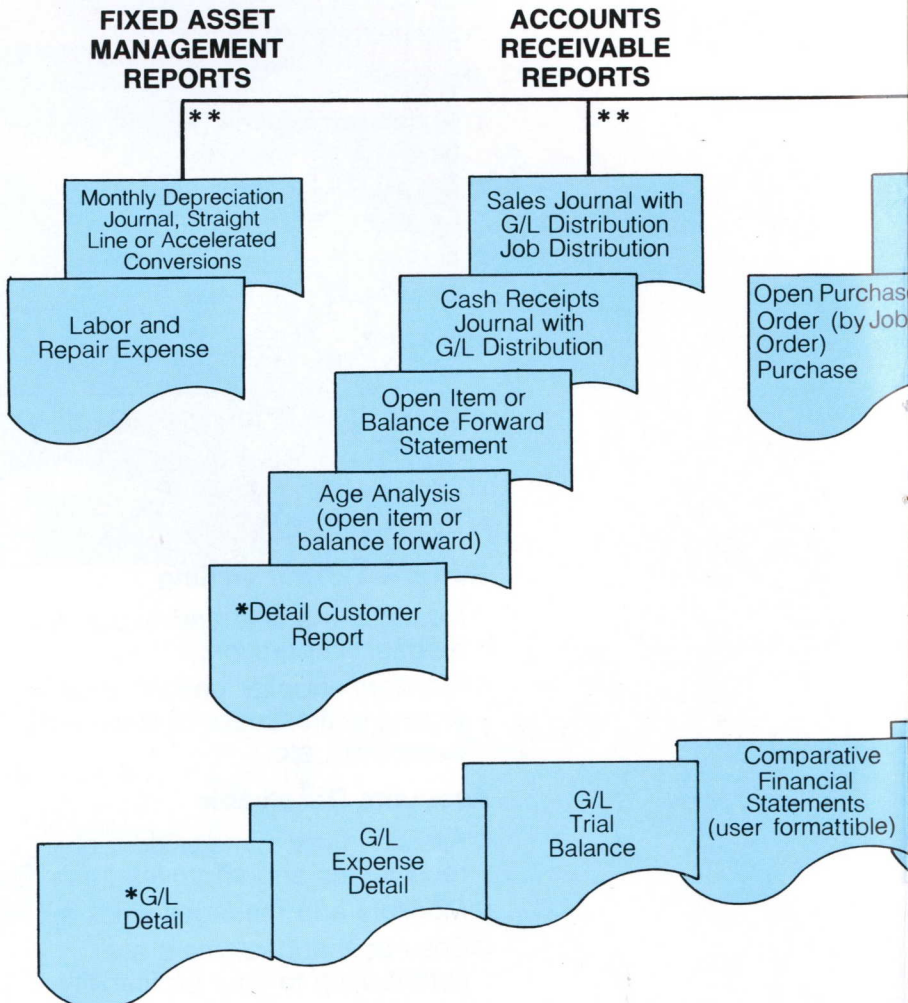 FIXED ASSET
MANAGEMENT
REPORTS
ACCOUNTS
RECEIVABLE
REPORTS
**
**
Monthly Depreciation
Journal, Straight
Line or Accelerated
Conversions
Labor and
Repair Expense
Sales Journal with
G/L Distribution
Job Distribution
Cash Receipts
Journal with
G/L Distribution
Open Item or
Balance Forward
Statement
Age Analysis
(open item or
balance forward)
*Detail Customer
Report
Open Purchase
Order (by Job
Order)
Purchase
*G/L
Detail
G/L
Expense
Detail
G/L
Trial
Balance
Comparative
Financial
Statements
(user formattible)